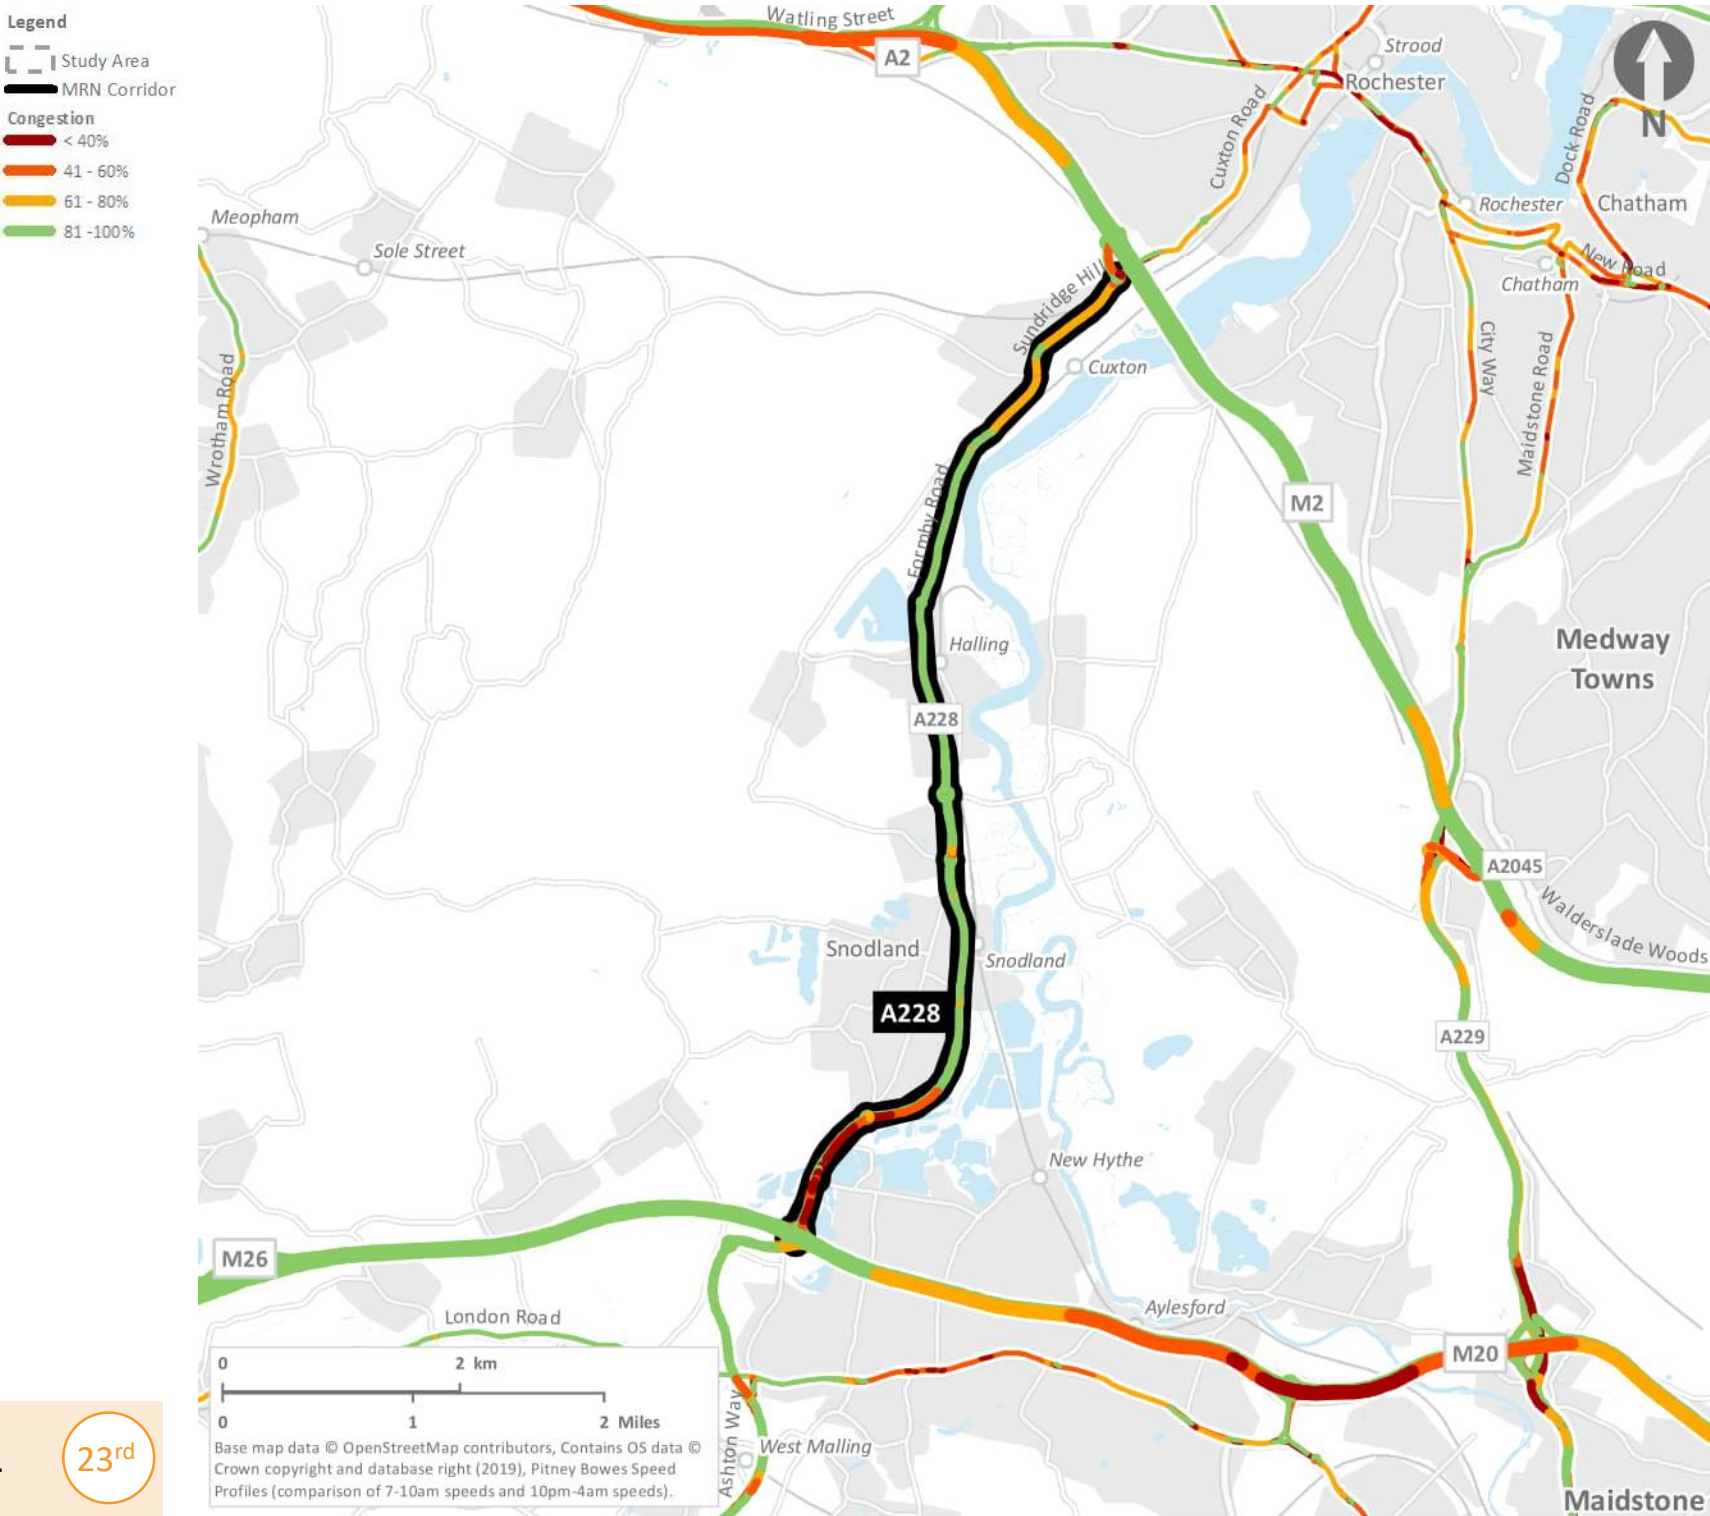 Legend
Study Area
MRN Corridor
Congestion
< 40%
41 - 60%
61 - 80%
81 -100%
Watling Street
A2
Strood
Rochester
N
Cuxton Road
Dock Road
Rochester
Chatham
Meopham
Sole Street
New Road
Chatham
Sundridge Hill
Cuxton
City Way
Maidstone Road
Wrotham Road
M2
Formby Road
Halling
Medway
Towns
A228
A2045
Walderslade Woods
Snodland
Snodland
A228
A229
New Hythe
M26
London Road
Aylesford
M20
0 2 km
0 1 2 Miles
Ashton Way
West Malling
Base map data © OpenStreetMap contributors, Contains OS data ©
Crown copyright and database right (2019), Pitney Bowes Speed
Profiles (comparison of 7-10am speeds and 10pm-4am speeds).
23rd
Maidstone